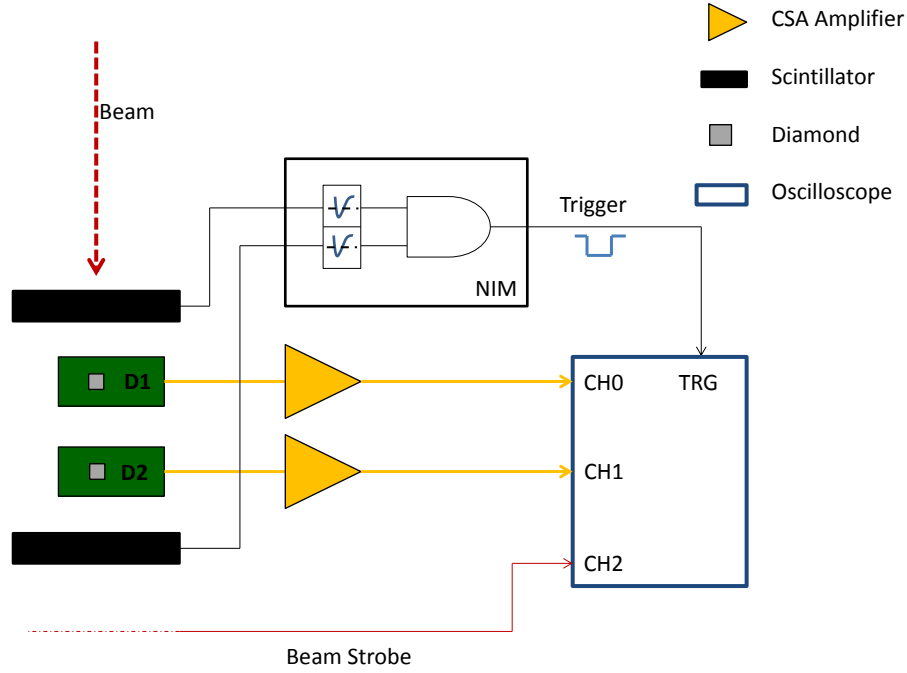 CSA Amplifier
Scintillator
Diamond
Oscilloscope
Beam
Trigger
NIM
D1
CH0
TRG
D2
CH1
CH2
Beam Strobe